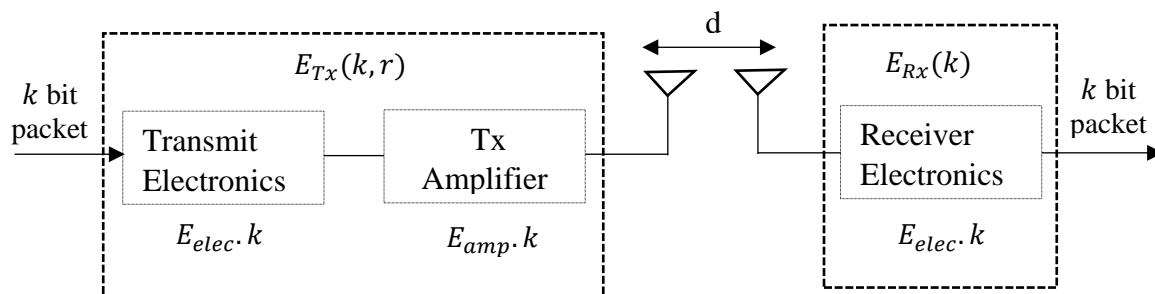 d
E_{Tx}(k, r)
E_{Rx}(k)
k bit
packet
Transmit
Electronics
Tx
Amplifier
Receiver
Electronics
k bit
packet
E_{elec}. k
E_{amp}. k
E_{elec}. k